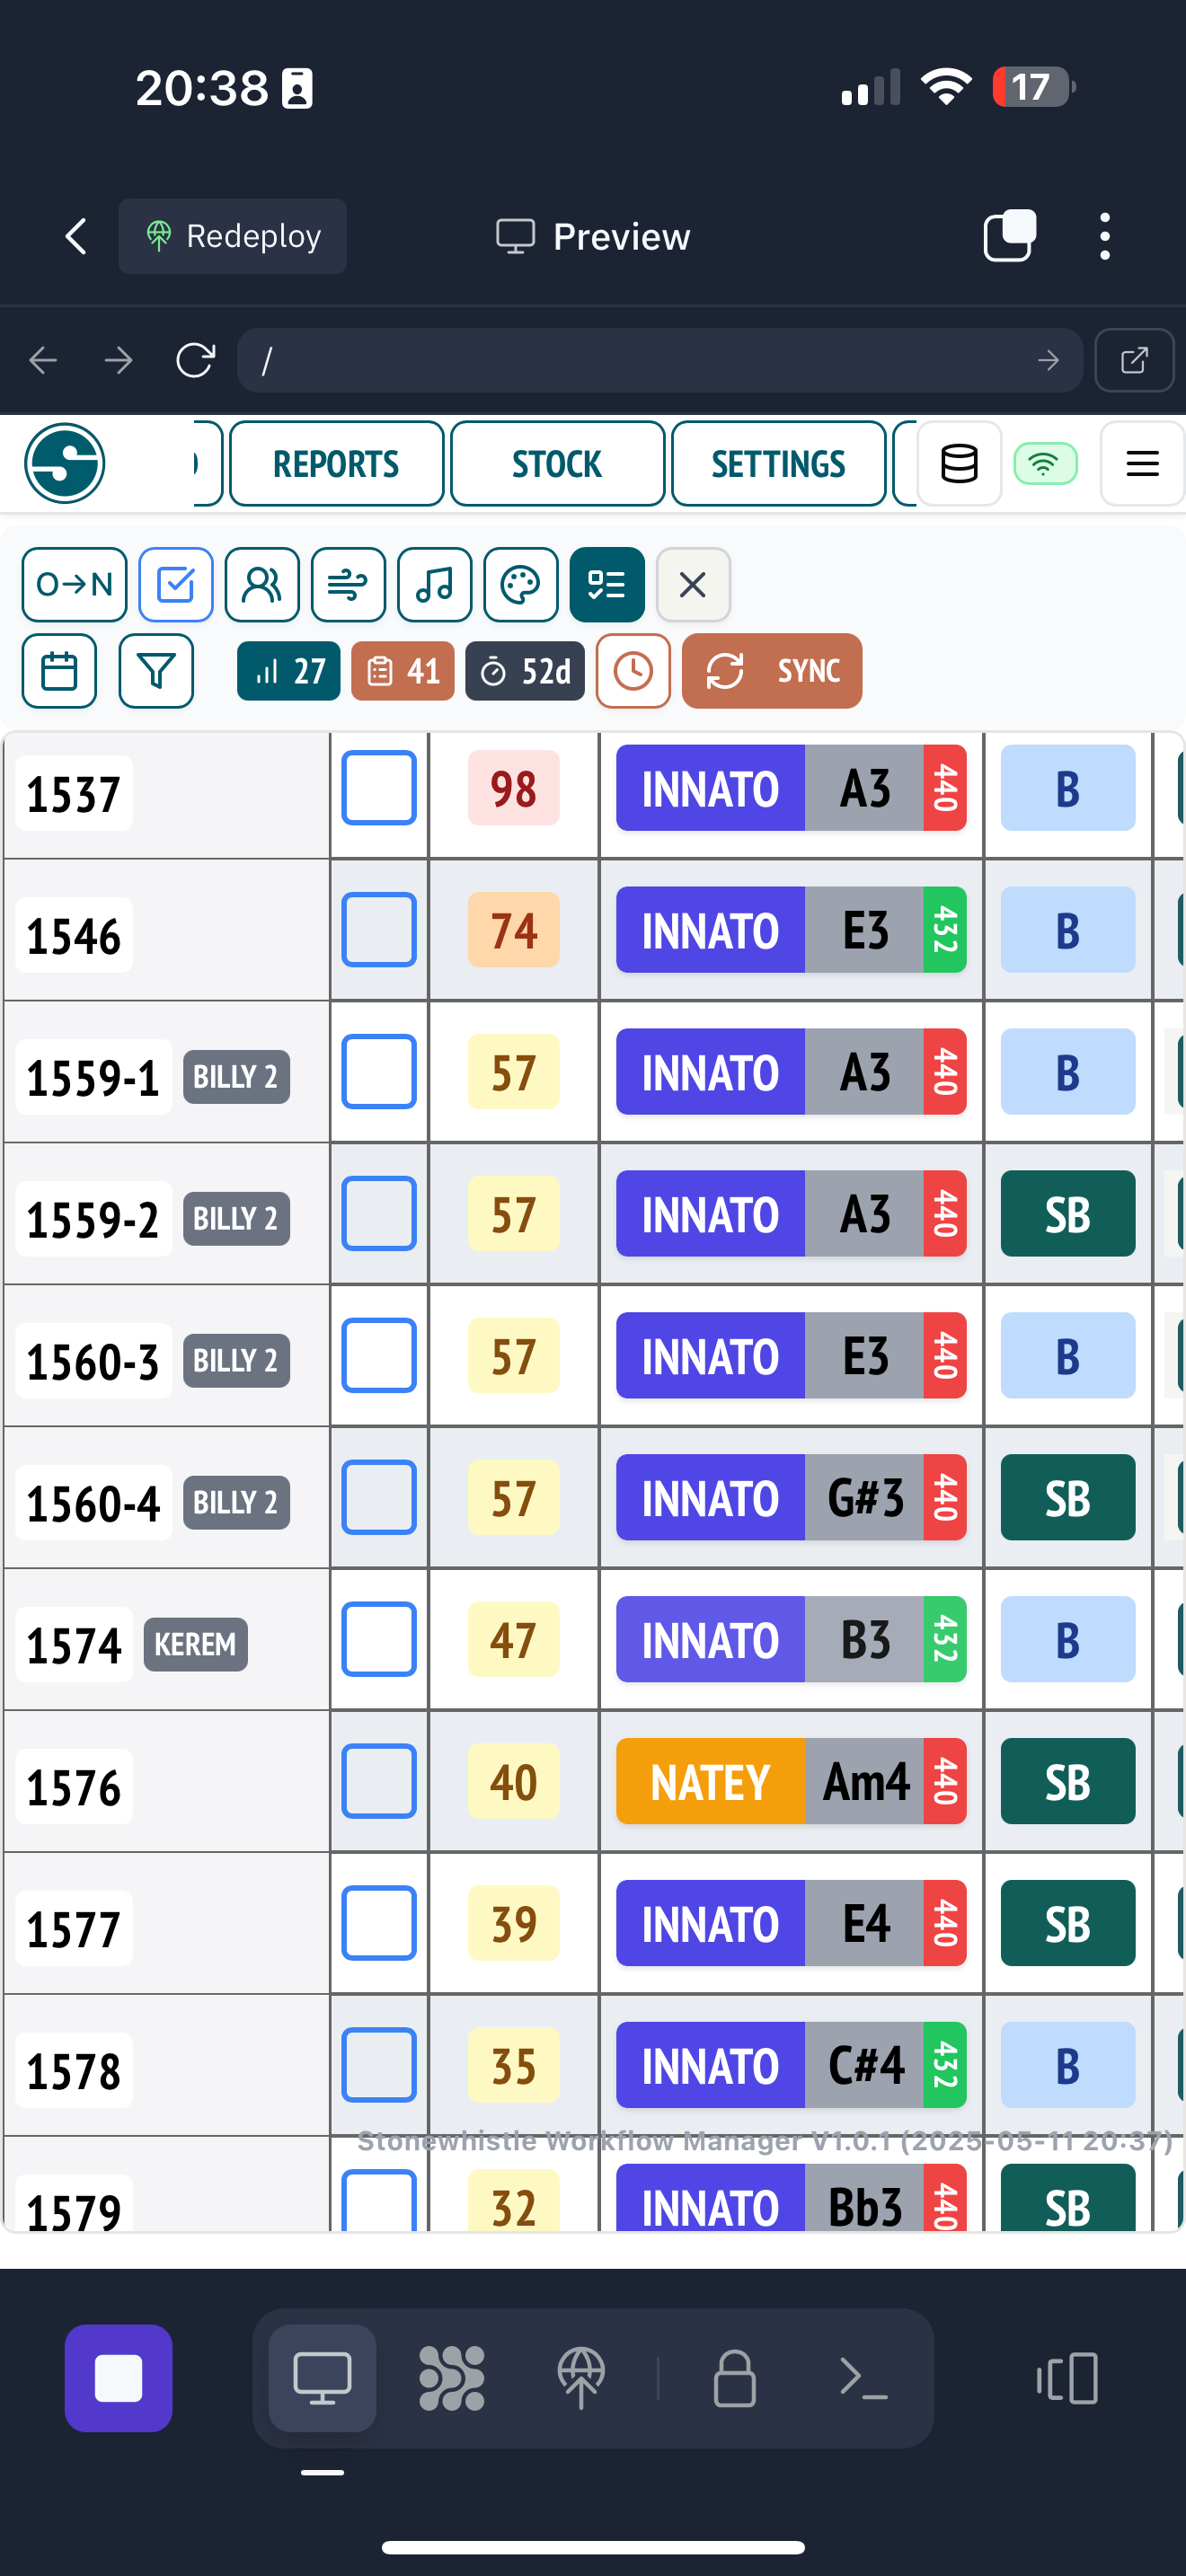 20:38 17
Redeploy Preview
/
REPORTS STOCK SETTINGS
O→N
27 41 52d SYNC
1537 98 INNATO A3 440 B
1546 74 INNATO E3 432 B
1559-1 BILLY 2 57 INNATO A3 440 B
1559-2 BILLY 2 57 INNATO A3 440 SB
1560-3 BILLY 2 57 INNATO E3 440 B
1560-4 BILLY 2 57 INNATO G#3 440 SB
1574 KEREM 47 INNATO B3 432 B
1576 40 NATEY Am4 440 SB
1577 39 INNATO E4 440 SB
1578 35 INNATO C#4 432 B
Stonewhistle Workflow Manager V1.0.1 (2025-05-11 20:37)
1579 32 INNATO Bb3 440 SB